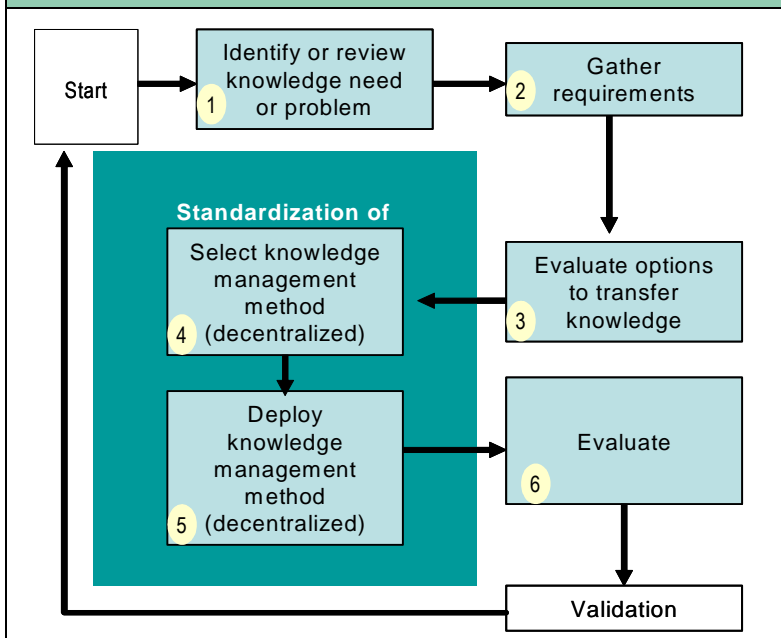 Start
Identify or review
knowledge need
or problem
1
Gather
requirements
2
Evaluate options
to transfer
knowledge
3
Standardization of
Select knowledge
management
method
(decentralized)
4
Deploy
knowledge
management
method
(decentralized)
5
Evaluate
6
Validation